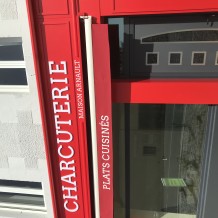 CHARCUTERIE
MAISON ARNAULT
PLATS CUISINÉS